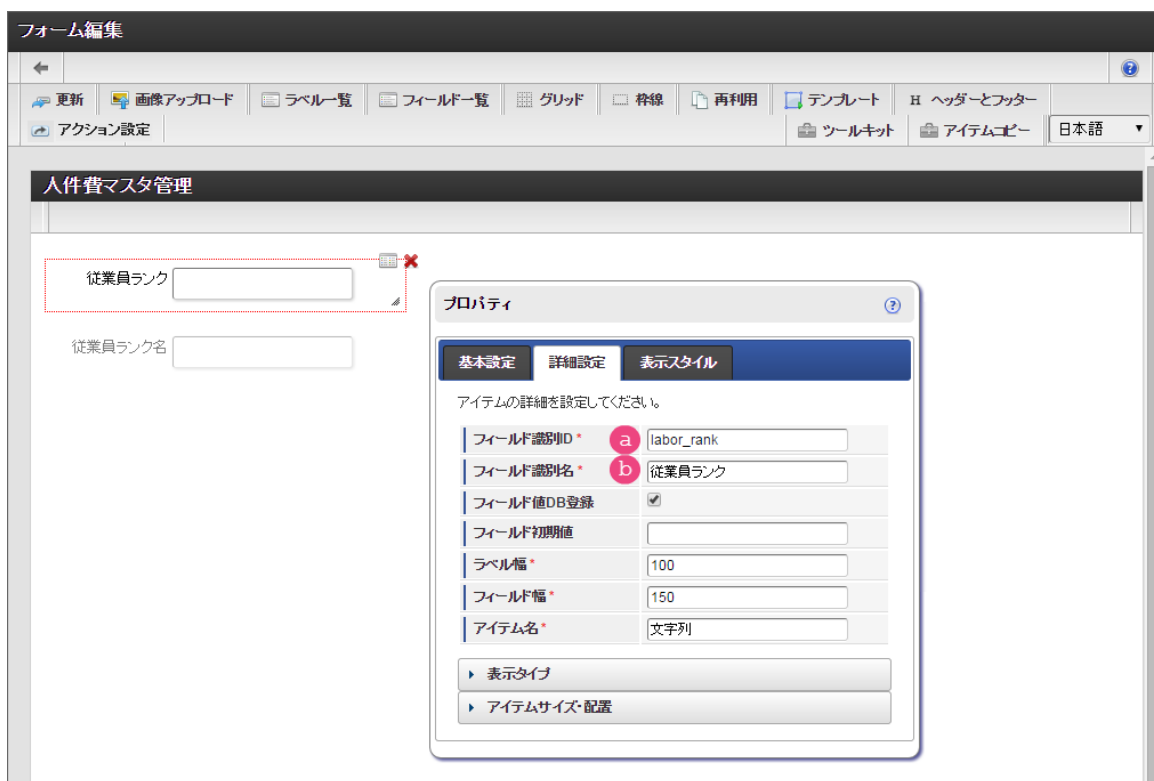 フォーム編集
更新 画像アップロード ラベル一覧 フィールド一覧 グリッド 枠線 再利用 テンプレート H ヘッダーとフッター
アクション設定 ツールキット アイテムコピー 日本語
人件費マスタ管理
従業員ランク
従業員ランク名
プロパティ
基本設定 詳細設定 表示スタイル
アイテムの詳細を設定してください。
フィールド識別ID * a labor_rank
フィールド識別名 * b 従業員ランク
フィールド値DB登録
フィールド初期値
ラベル幅 * 100
フィールド幅 * 150
アイテム名 * 文字列
表示タイプ
アイテムサイズ・配置